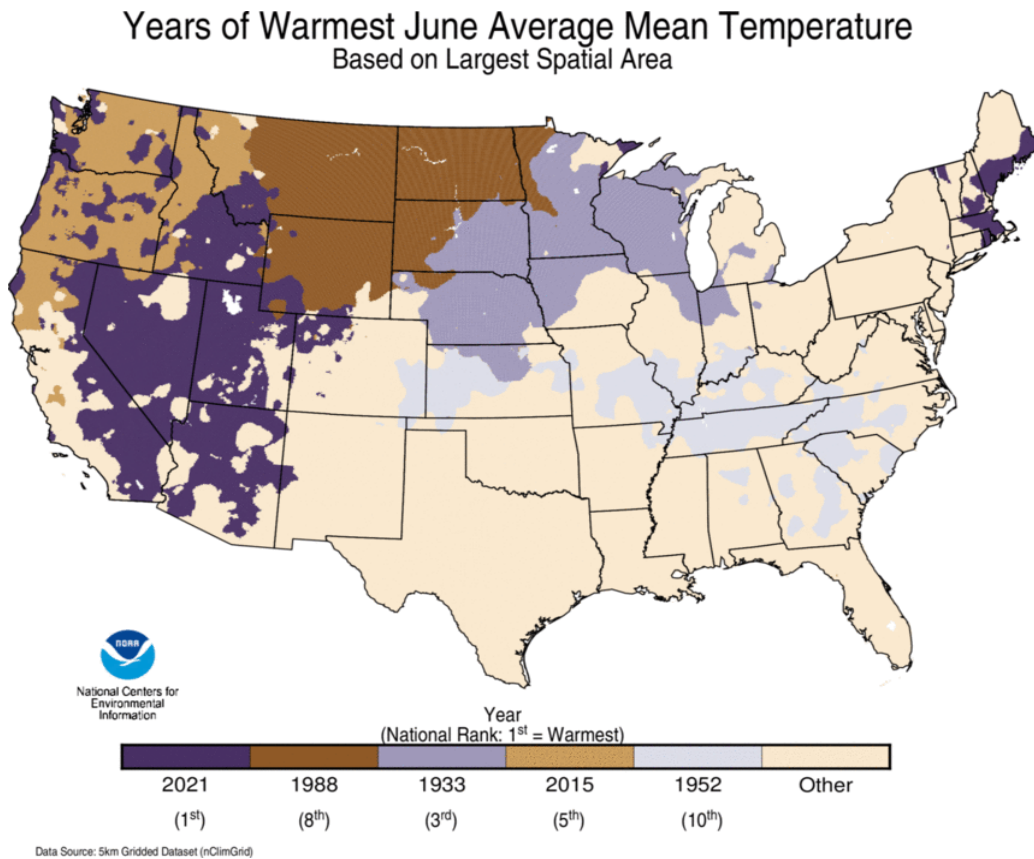 Years of Warmest June Average Mean Temperature
Based on Largest Spatial Area
NOAA
National Centers for
Environmental
Information
Year
(National Rank: 1st = Warmest)
2021 1988 1933 2015 1952 Other
(1st) (8th) (3rd) (5th) (10th)
Data Source: 5km Gridded Dataset (nClimGrid)